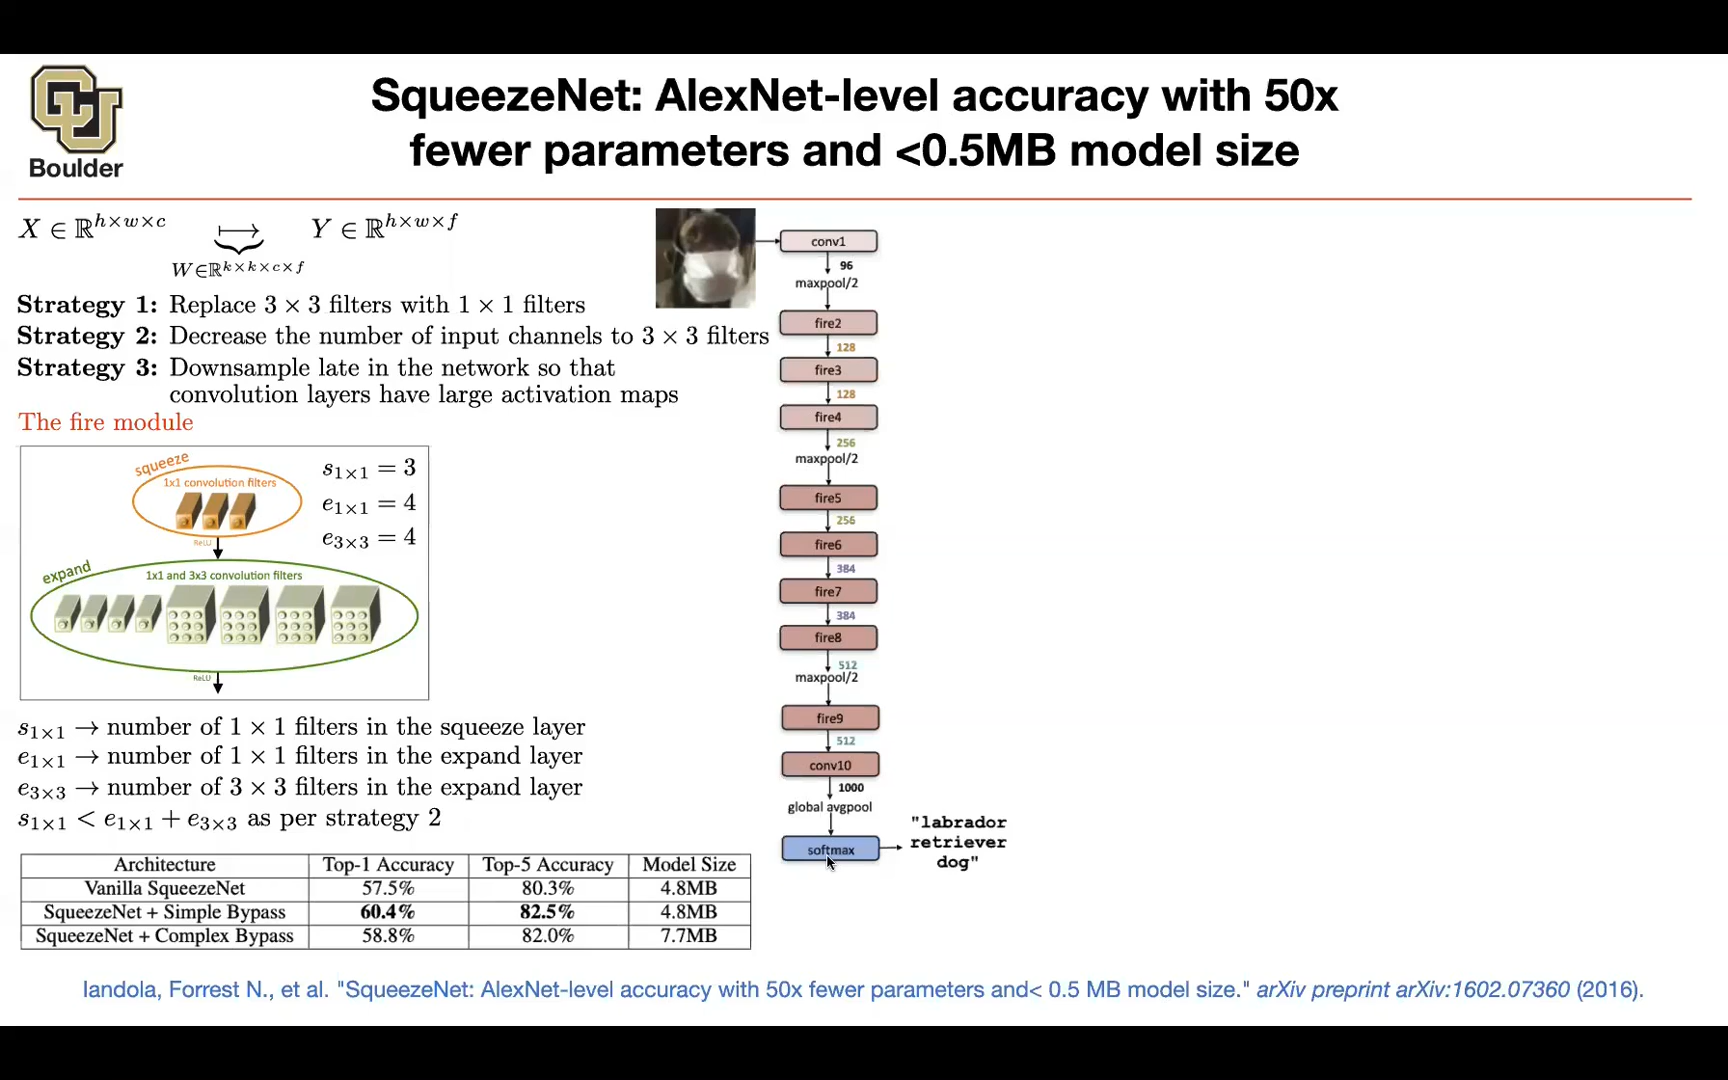 SqueezeNet: AlexNet-level accuracy with 50x
fewer parameters and <0.5MB model size
CU
Boulder
X ∈ ℝ^{h×w×c} ⟼ Y ∈ ℝ^{h×w×f}
W∈ℝ^{k×k×c×f}
Strategy 1: Replace 3 × 3 filters with 1 × 1 filters
Strategy 2: Decrease the number of input channels to 3 × 3 filters
Strategy 3: Downsample late in the network so that
convolution layers have large activation maps
The fire module
squeeze
1x1 convolution filters
s_{1×1} = 3
e_{1×1} = 4
e_{3×3} = 4
ReLU
expand
1x1 and 3x3 convolution filters
ReLU
s_{1×1} → number of 1 × 1 filters in the squeeze layer
e_{1×1} → number of 1 × 1 filters in the expand layer
e_{3×3} → number of 3 × 3 filters in the expand layer
s_{1×1} < e_{1×1} + e_{3×3} as per strategy 2
Architecture Top-1 Accuracy Top-5 Accuracy Model Size
Vanilla SqueezeNet 57.5% 80.3% 4.8MB
SqueezeNet + Simple Bypass 60.4% 82.5% 4.8MB
SqueezeNet + Complex Bypass 58.8% 82.0% 7.7MB
conv1
96
maxpool/2
fire2
128
fire3
128
fire4
256
maxpool/2
fire5
256
fire6
384
fire7
384
fire8
512
maxpool/2
fire9
512
conv10
1000
global avgpool
softmax
"labrador
retriever
dog"
Iandola, Forrest N., et al. "SqueezeNet: AlexNet-level accuracy with 50x fewer parameters and< 0.5 MB model size." arXiv preprint arXiv:1602.07360 (2016).